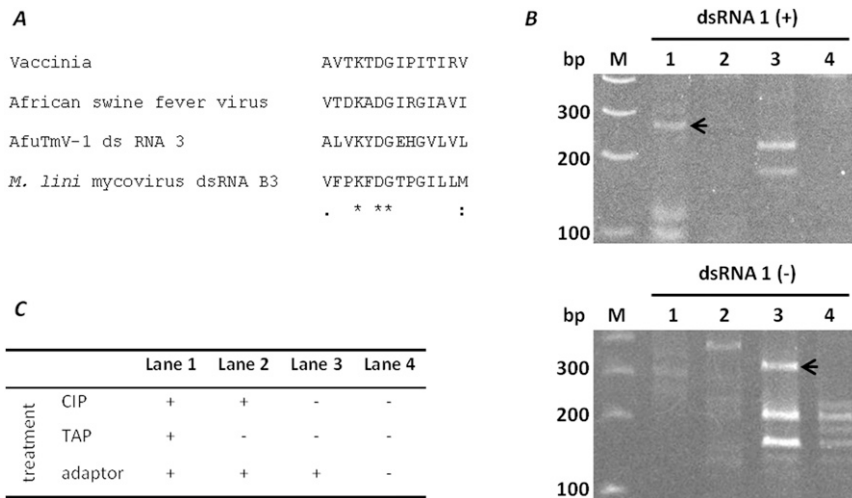 A
Vaccinia AVTKTDGIPITIRV
African swine fever virus VTDKADGIRGIAVI
AfuTmV-1 ds RNA 3 ALVKYDGEHGVLVL
M. lini mycovirus dsRNA B3 VFPKFDGTPGILLM
. * ** :
B
dsRNA 1 (+)
bp M 1 2 3 4
300
200
100
dsRNA 1 (-)
bp M 1 2 3 4
300
200
100
C
Lane 1 Lane 2 Lane 3 Lane 4
treatment
CIP + + - -
TAP + - - -
adaptor + + + -